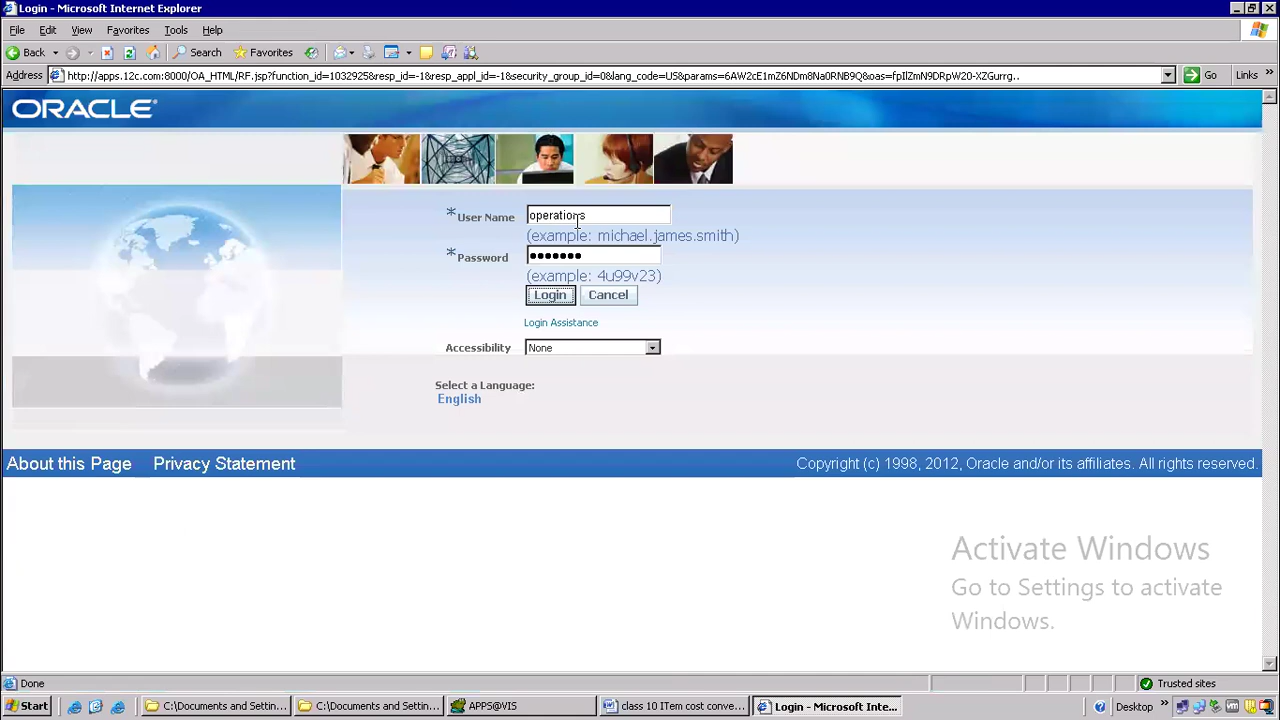 Login - Microsoft Internet Explorer
File Edit View Favorites Tools Help
Back Search Favorites
Address http://apps.12c.com:8000/OA_HTML/RF.jsp?function_id=1032925&resp_id=-1&resp_appl_id=-1&security_group_id=0&lang_code=US&params=6AW2cE1mZ6NDm8Na0RNB9Q&oas=fpIlZmN9DRpW20-XZGurrg.. Go Links »
ORACLE®
* User Name operations
(example: michael.james.smith)
* Password •••••••
(example: 4u99v23)
Login Cancel
Login Assistance
Accessibility None
Select a Language:
English
About this Page Privacy Statement Copyright (c) 1998, 2012, Oracle and/or its affiliates. All rights reserved.
Activate Windows
Go to Settings to activate
Windows.
Done Trusted sites
Start C:\Documents and Settin... C:\Documents and Settin... APPS@VIS class 10 ITem cost conve... Login - Microsoft Inte... Desktop »